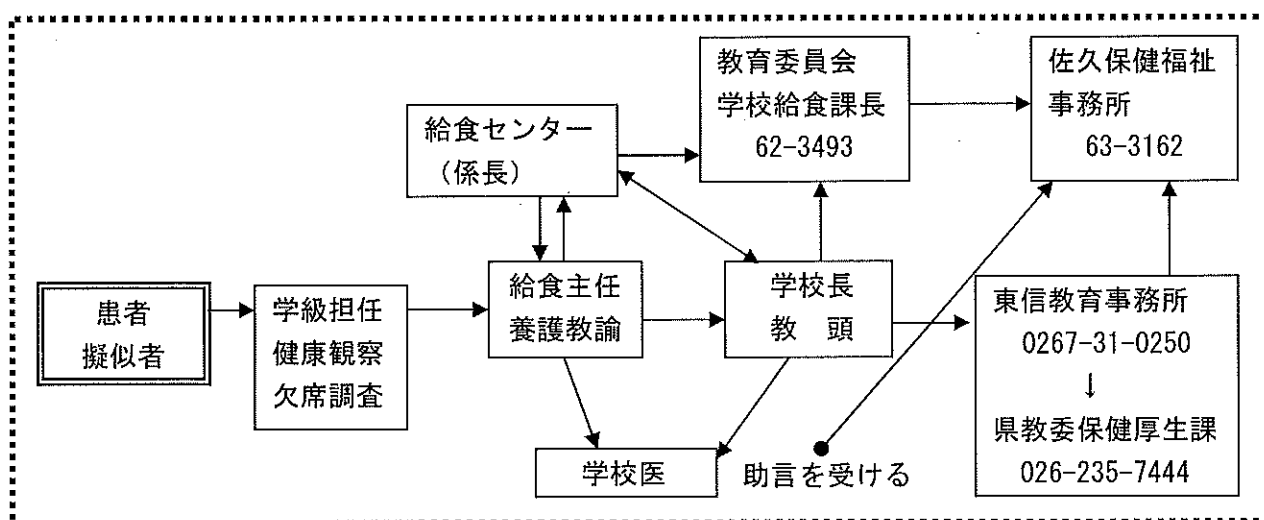 患者
擬似者
学級担任
健康観察
欠席調査
給食センター
（係長）
給食主任
養護教諭
学校医
教育委員会
学校給食課長
62-3493
学校長
教　頭
助言を受ける
佐久保健福祉
事務所
63-3162
東信教育事務所
0267-31-0250
↓
県教委保健厚生課
026-235-7444